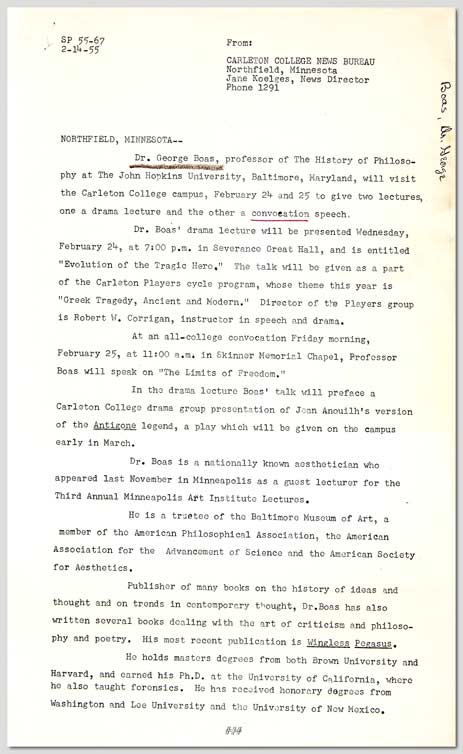 SP 55-67
2-14-55
From:
CARLETON COLLEGE NEWS BUREAU
Northfield, Minnesota
Jane Koelges, News Director
Phone 1291
Boas, Dr. George
NORTHFIELD, MINNESOTA--
Dr. George Boas, professor of The History of Philoso-
phy at The John Hopkins University, Baltimore, Maryland, will visit
the Carleton College campus, February 24 and 25 to give two lectures,
one a drama lecture and the other a convocation speech.
Dr. Boas' drama lecture will be presented Wednesday,
February 24, at 7:00 p.m. in Severance Great Hall, and is entitled
"Evolution of the Tragic Hero." The talk will be given as a part
of the Carleton Players cycle program, whose theme this year is
"Greek Tragedy, Ancient and Modern." Director of the Players group
is Robert W. Corrigan, instructor in speech and drama.
At an all-college convocation Friday morning,
February 25, at 11:00 a.m. in Skinner Memorial Chapel, Professor
Boas will speak on "The Limits of Freedom."
In the drama lecture Boas' talk will preface a
Carleton College drama group presentation of Jean Anouilh's version
of the Antigone legend, a play which will be given on the campus
early in March.
Dr. Boas is a nationally known aesthetician who
appeared last November in Minneapolis as a guest lecturer for the
Third Annual Minneapolis Art Institute Lectures.
He is a trustee of the Baltimore Museum of Art, a
member of the American Philosophical Association, the American
Association for the Advancement of Science and the American Society
for Aesthetics.
Publisher of many books on the history of ideas and
thought and on trends in contemporary thought, Dr.Boas has also
written several books dealing with the art of criticism and philoso-
phy and poetry. His most recent publication is Wingless Pegasus.
He holds masters degrees from both Brown University and
Harvard, and earned his Ph.D. at the University of California, where
he also taught forensics. He has received honorary degrees from
Washington and Lee University and the University of New Mexico.
###